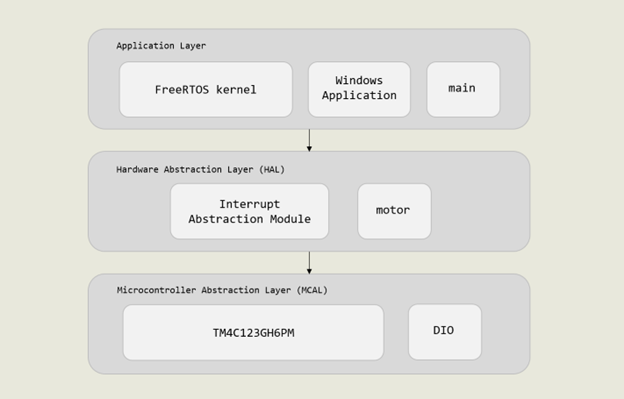 Application Layer
FreeRTOS kernel
Windows
Application
main
Hardware Abstraction Layer (HAL)
Interrupt
Abstraction Module
motor
Microcontroller Abstraction Layer (MCAL)
TM4C123GH6PM
DIO